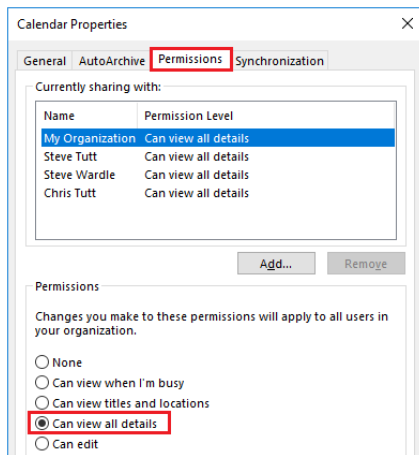 Calendar Properties
General AutoArchive Permissions Synchronization
Currently sharing with:
Name Permission Level
My Organization Can view all details
Steve Tutt Can view all details
Steve Wardle Can view all details
Chris Tutt Can view all details
Add... Remove
Permissions
Changes you make to these permissions will apply to all users in
your organization.
None
Can view when I'm busy
Can view titles and locations
Can view all details
Can edit